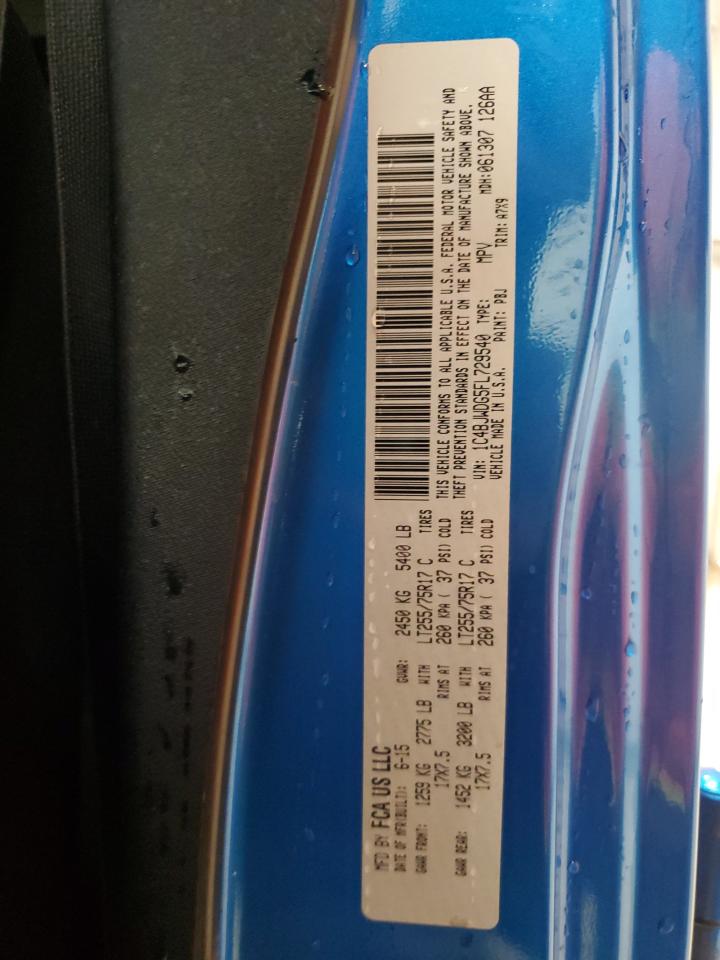 MFD BY FCA US LLC
DATE OF MFR(BUILT): 6-15 GVWR: 2450 KG 5400 LB
GAWR FRONT: 1259 KG 2775 LB WITH LT255/75R17 C TIRES
17X7.5 RIMS AT 260 KPA ( 37 PSI) COLD
GAWR REAR: 1452 KG 3200 LB WITH LT255/75R17 C TIRES
17X7.5 RIMS AT 260 KPA ( 37 PSI) COLD
THIS VEHICLE CONFORMS TO ALL APPLICABLE U.S.A. FEDERAL MOTOR VEHICLE SAFETY AND
THEFT PREVENTION STANDARDS IN EFFECT ON THE DATE OF MANUFACTURE SHOWN ABOVE.
VIN: 1C4BJWDG5FL729540 TYPE: MPV MDH:061307 126AA
VEHICLE MADE IN U.S.A. PAINT: PBJ TRIM: A7X9